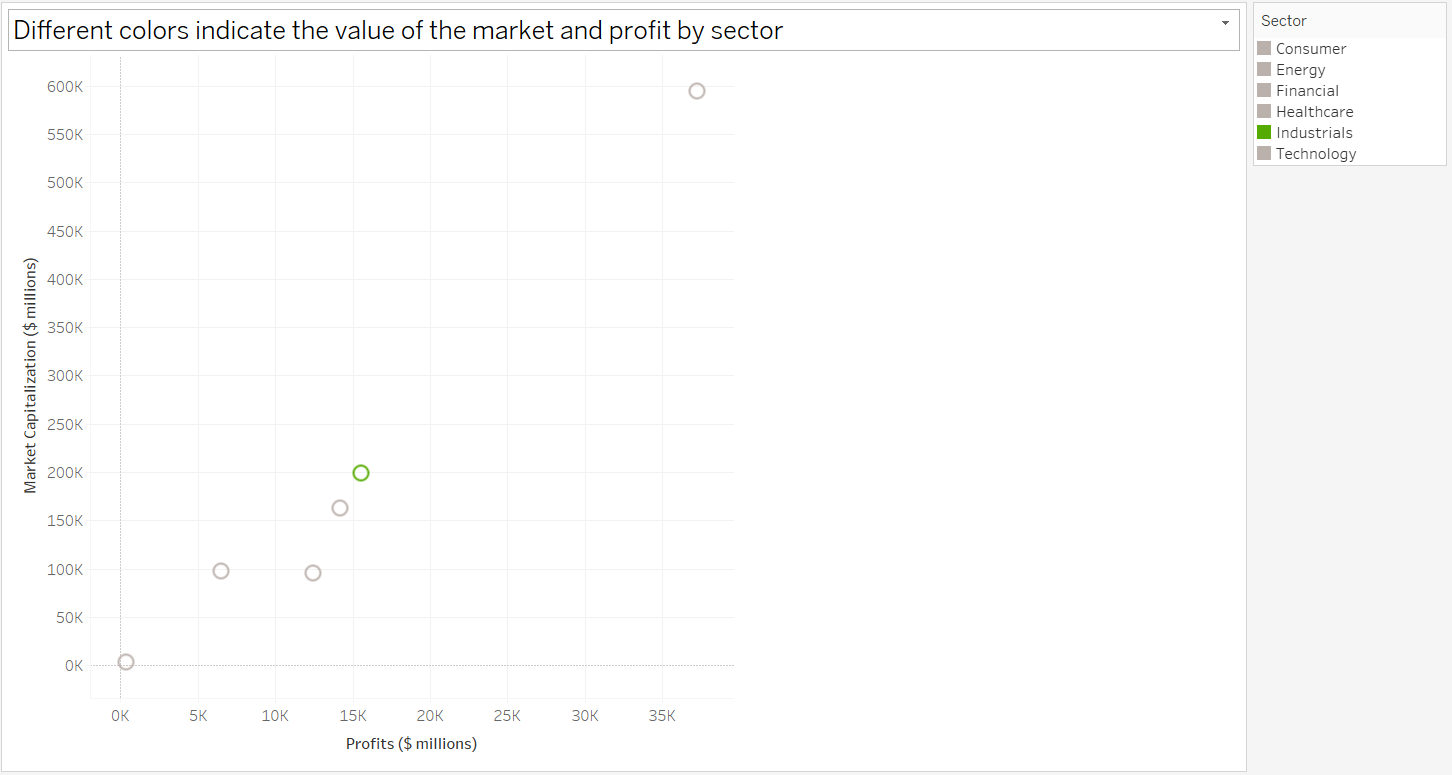 Different colors indicate the value of the market and profit by sector
Sector
Consumer
Energy
Financial
Healthcare
Industrials
Technology
Market Capitalization ($ millions)
600K
550K
500K
450K
400K
350K
300K
250K
200K
150K
100K
50K
0K
0K 5K 10K 15K 20K 25K 30K 35K
Profits ($ millions)